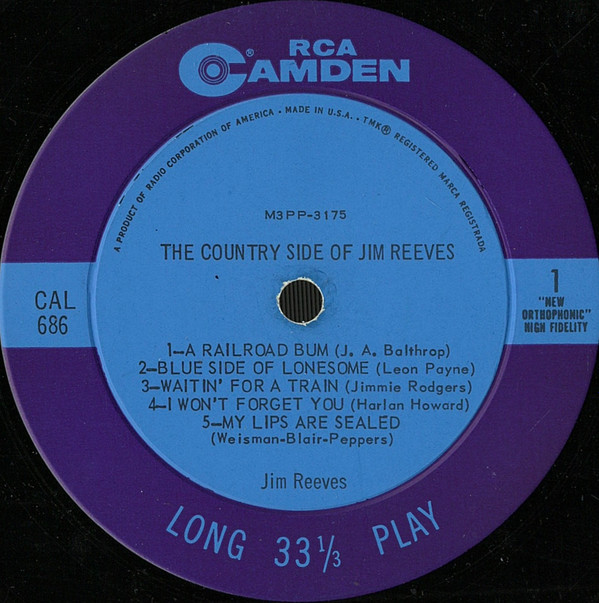 RCA
CAMDEN®
A PRODUCT OF RADIO CORPORATION OF AMERICA • MADE IN U.S.A. • TMK® REGISTERED MARCA REGISTRADA
M3PP-3175
THE COUNTRY SIDE OF JIM REEVES
CAL
686
1
"NEW
ORTHOPHONIC"
HIGH FIDELITY
1—A RAILROAD BUM (J. A. Balthrop)
2—BLUE SIDE OF LONESOME (Leon Payne)
3—WAITIN' FOR A TRAIN (Jimmie Rodgers)
4—I WON'T FORGET YOU (Harlan Howard)
5—MY LIPS ARE SEALED
(Weisman-Blair-Peppers)
Jim Reeves
LONG 33 1/3 PLAY